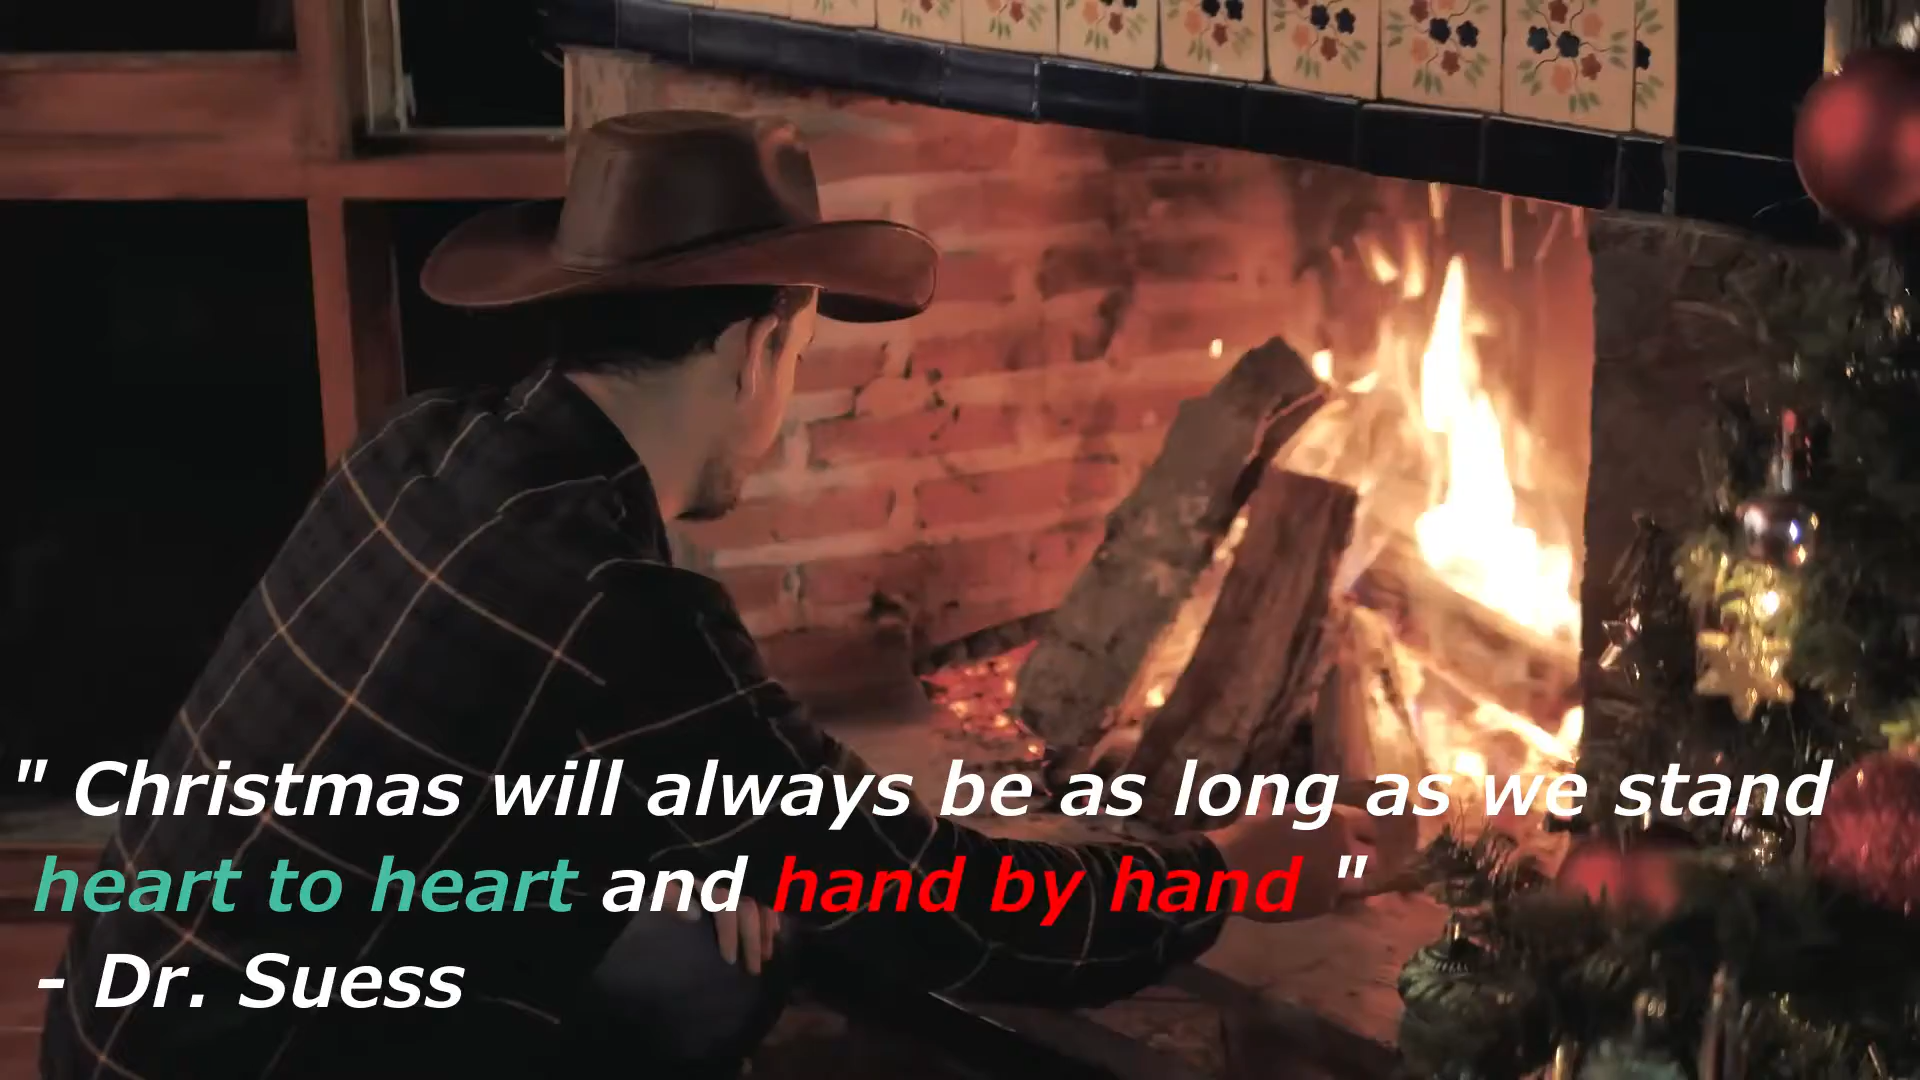 " Christmas will always be as long as we stand
heart to heart and hand by hand "
- Dr. Suess